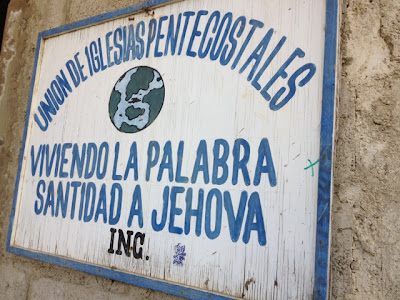 UNION DE IGLESIAS PENTECOSTALES
VIVIENDO LA PALABRA
SANTIDAD A JEHOVA
INC.